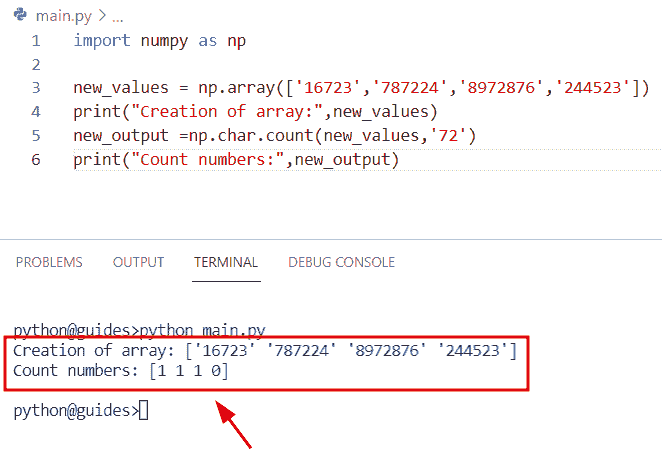 main.py > ...
1 import numpy as np
2
3 new_values = np.array(['16723','787224','8972876','244523'])
4 print("Creation of array:",new_values)
5 new_output =np.char.count(new_values,'72')
6 print("Count numbers:",new_output)
PROBLEMS OUTPUT TERMINAL DEBUG CONSOLE
python@guides>python main.py
Creation of array: ['16723' '787224' '8972876' '244523']
Count numbers: [1 1 1 0]
python@guides>